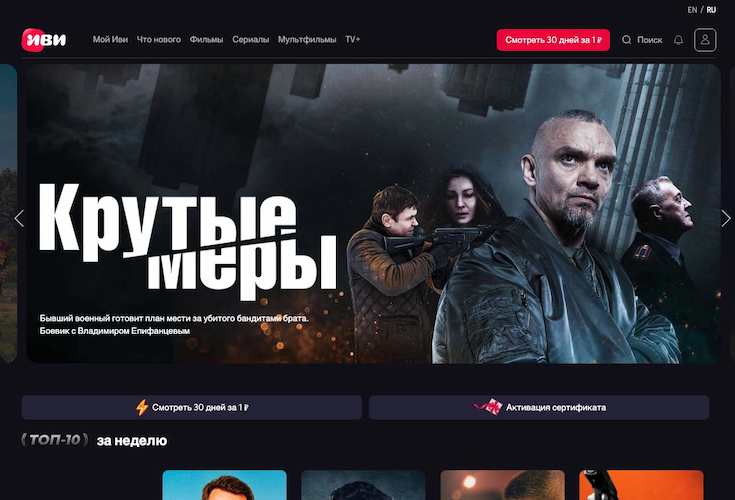 EN / RU
иви
Мой Иви Что нового Фильмы Сериалы Мультфильмы TV+
Смотреть 30 дней за 1 ₽
Поиск
Крутые
меры
Бывший военный готовит план мести за убитого бандитами брата.
Боевик с Владимиром Епифанцевым
Смотреть 30 дней за 1 ₽
Активация сертификата
ТОП-10 за неделю